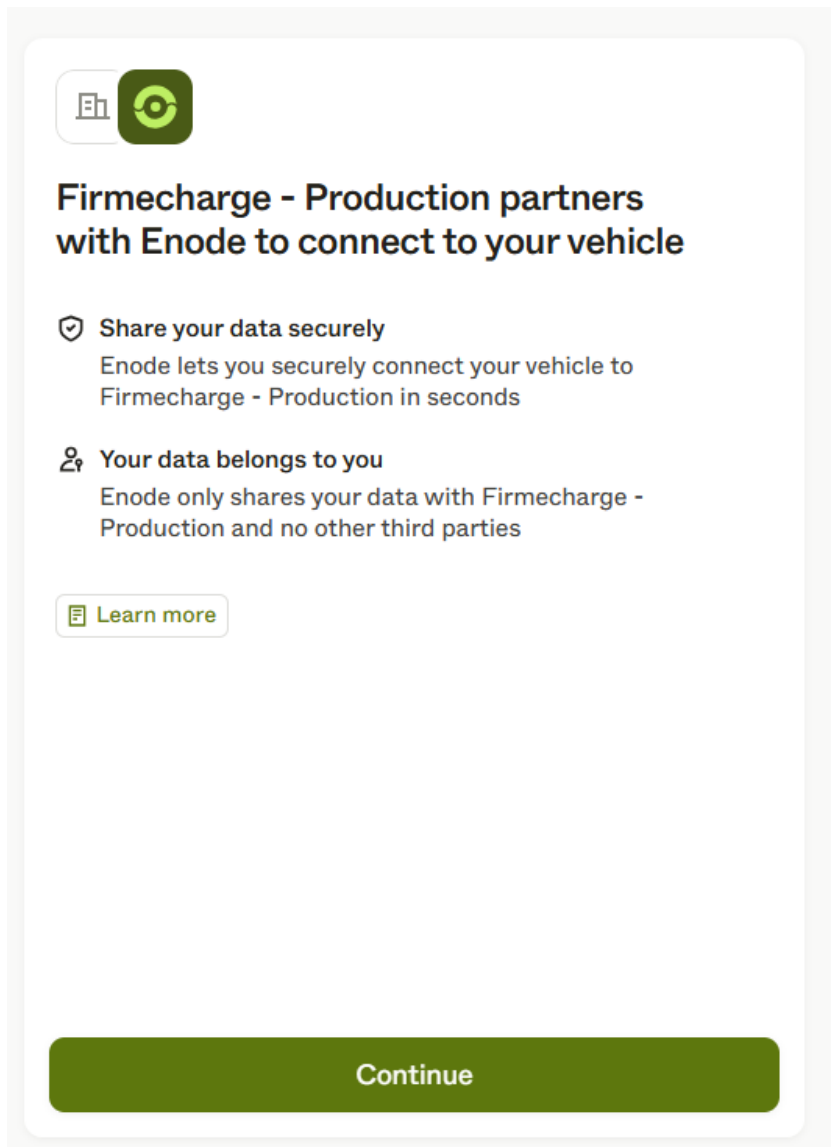 Firmecharge - Production partners
with Enode to connect to your vehicle
Share your data securely
Enode lets you securely connect your vehicle to
Firmecharge - Production in seconds
Your data belongs to you
Enode only shares your data with Firmecharge -
Production and no other third parties
Learn more
Continue